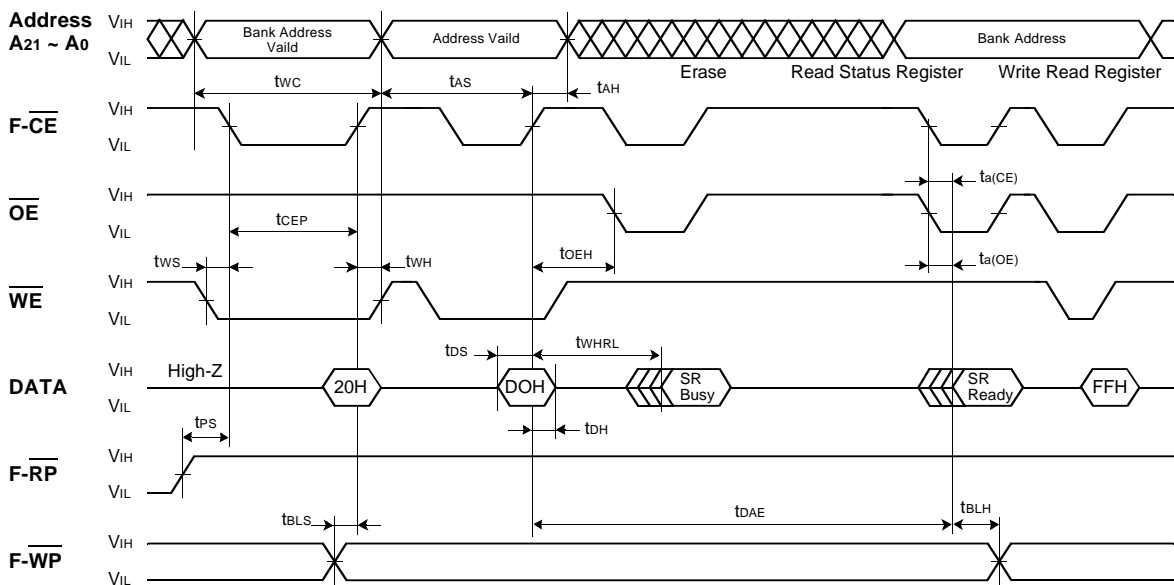 Address
A21 ~ A0
VIH
VIL
Bank Address
Vaild
Address Vaild
Bank Address
Erase
Read Status Register
Write Read Register
tWC
tAS
tAH
F-CE
VIH
VIL
ta(CE)
OE
VIH
VIL
tCEP
tWS
tWH
tOEH
ta(OE)
WE
VIH
VIL
tDS
tWHRL
DATA
VIH
VIL
High-Z
20H
DOH
SR
Busy
SR
Ready
FFH
tPS
tDH
F-RP
VIH
VIL
tBLS
tDAE
tBLH
F-WP
VIH
VIL